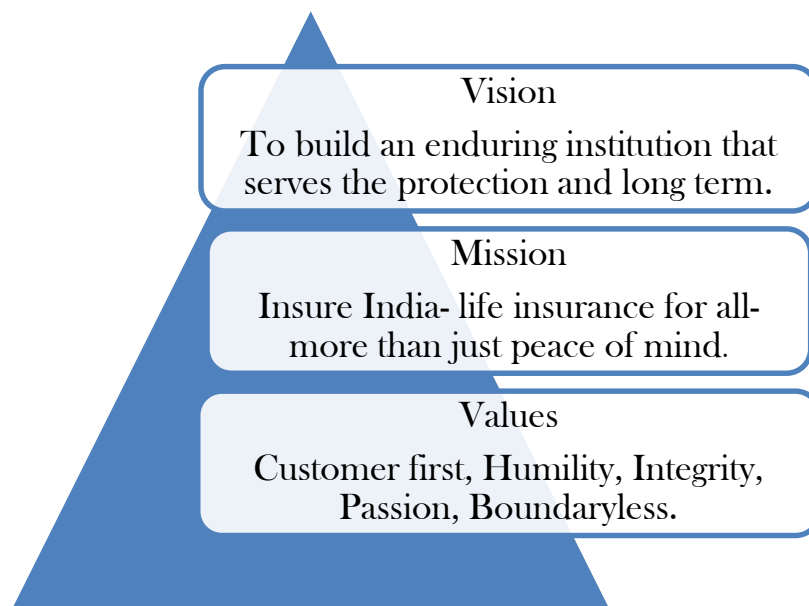 Vision
To build an enduring institution that
serves the protection and long term.
Mission
Insure India- life insurance for all-
more than just peace of mind.
Values
Customer first, Humility, Integrity,
Passion, Boundaryless.